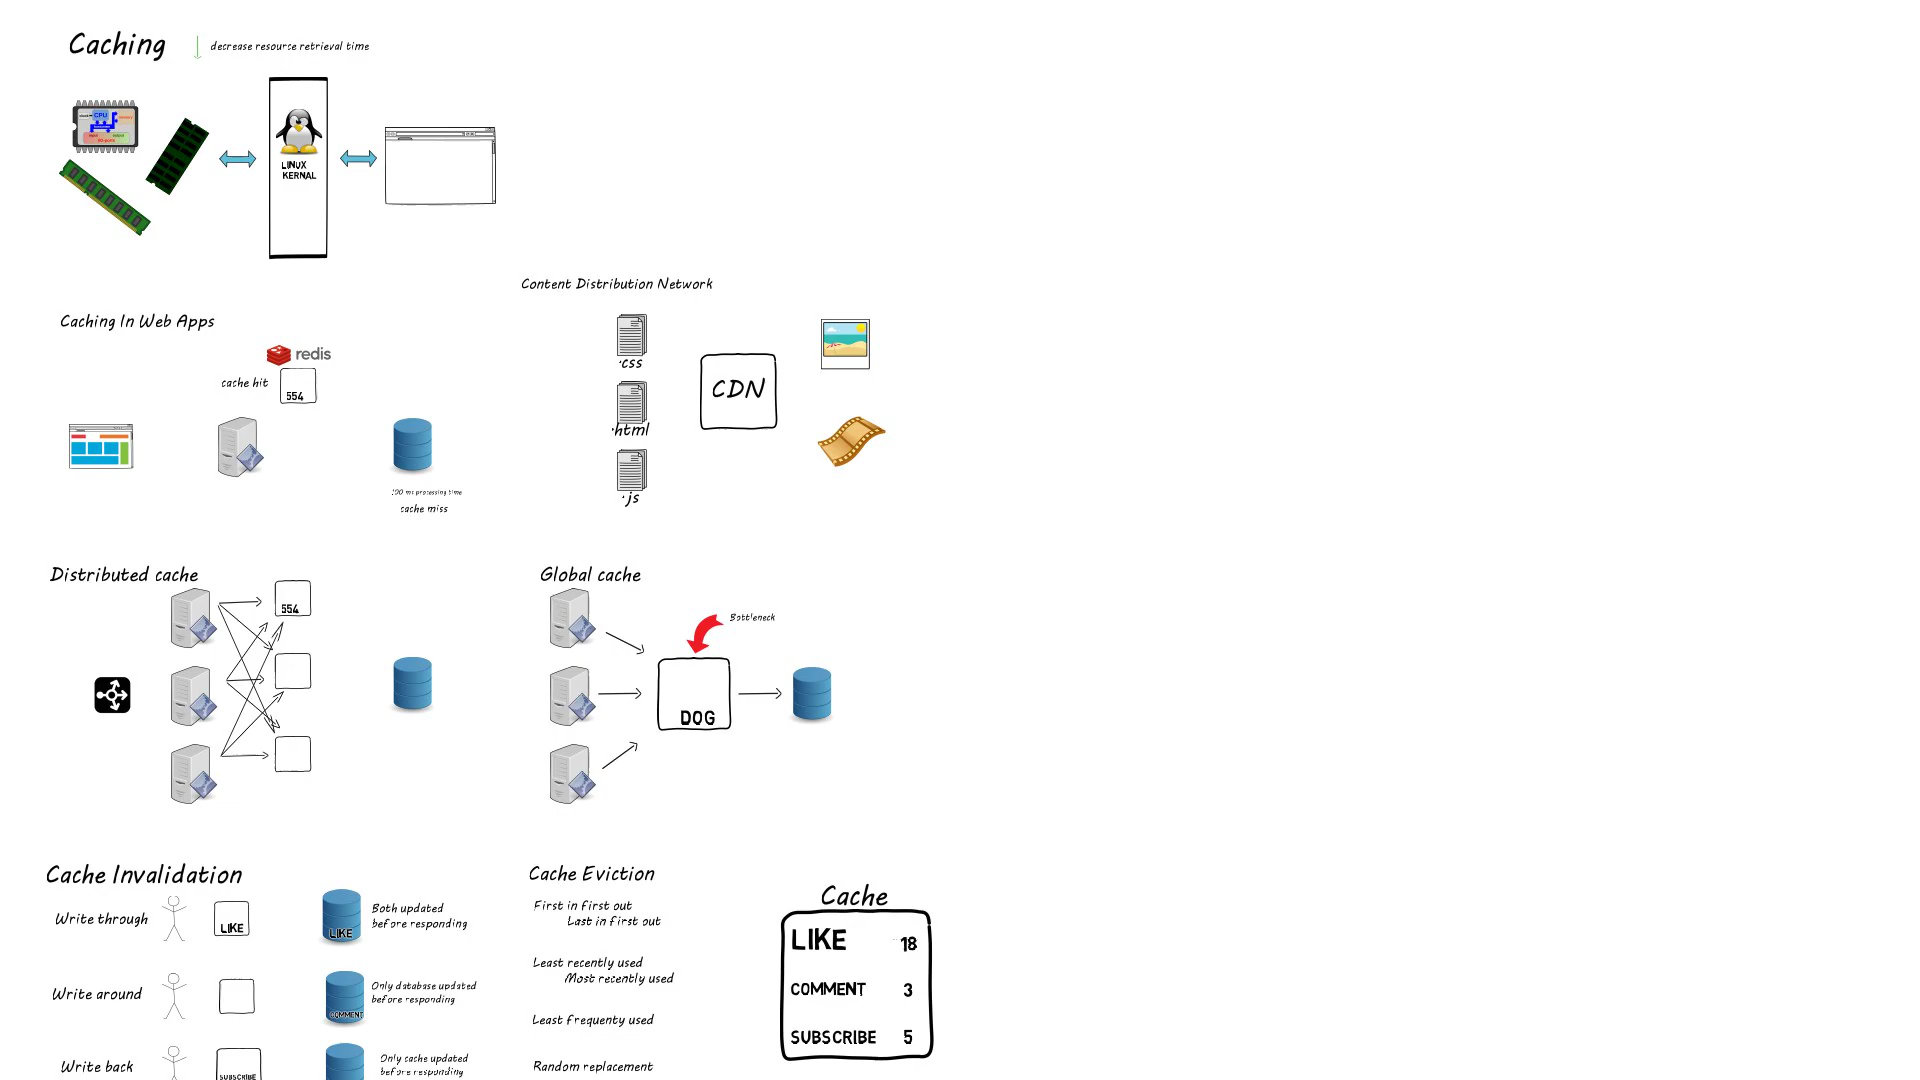 Caching
decrease resource retrieval time
CPU
LINUX
KERNAL
Content Distribution Network
Caching In Web Apps
redis
cache hit
554
.css
.html
.js
CDN
ms processing time
cache miss
Distributed cache
554
Global cache
Bottleneck
DOG
Cache Invalidation
Write through
LIKE
LIKE
Both updated
before responding
Write around
COMMENT
Only database updated
before responding
Write back
SUBSCRIBE
Only cache updated
before responding
Cache Eviction
First in first out
Last in first out
Least recently used
Most recently used
Least frequenty used
Random replacement
Cache
LIKE 18
COMMENT 3
SUBSCRIBE 5